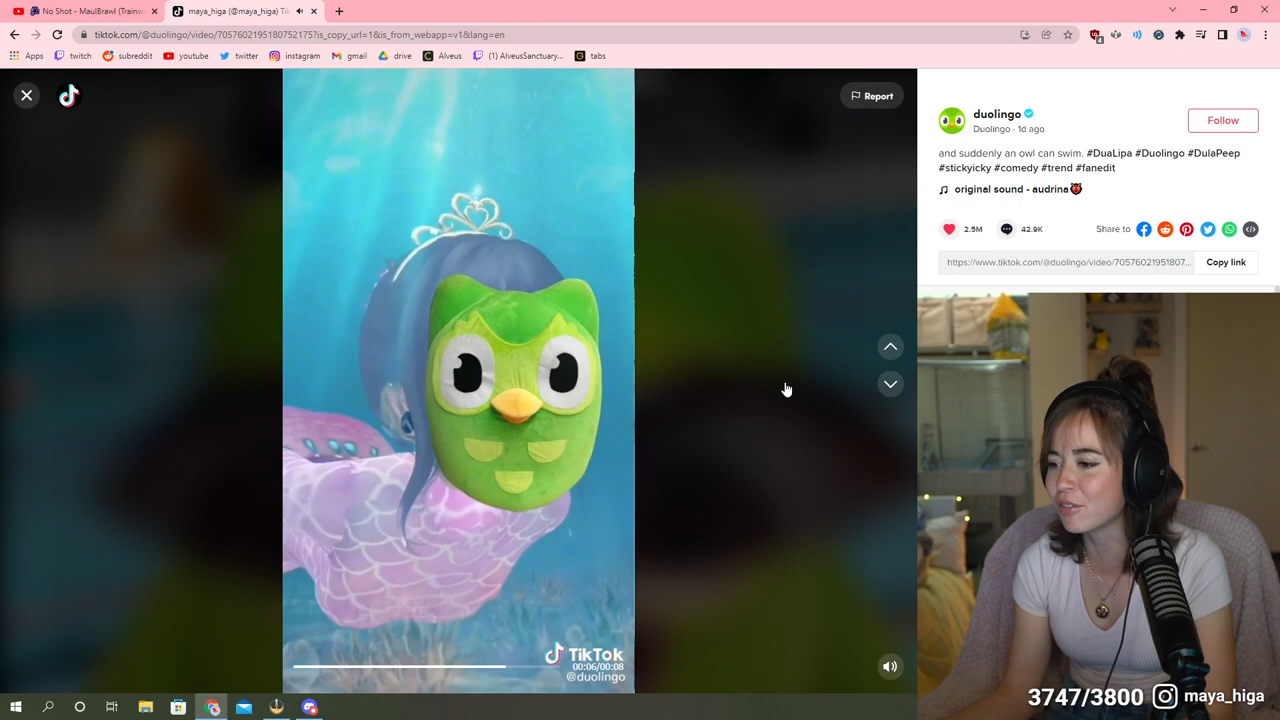 No Shot - MaulBrawl (Trainw
maya_higa (@maya_higa) Ti
tiktok.com/@duolingo/video/7057602195180752175?is_copy_url=1&is_from_webapp=v1&lang=en
Apps
twitch
subreddit
youtube
twitter
instagram
gmail
drive
Alveus
(1) AlveusSanctuary...
tabs
Report
duolingo
Duolingo · 1d ago
Follow
and suddenly an owl can swim. #DuaLipa #Duolingo #DulaPeep
#stickyicky #comedy #trend #fanedit
original sound - audrina
2.5M
42.9K
Share to
https://www.tiktok.com/@duolingo/video/70576021951807...
Copy link
TikTok
00:06/00:08
@duolingo
3747/3800
maya_higa